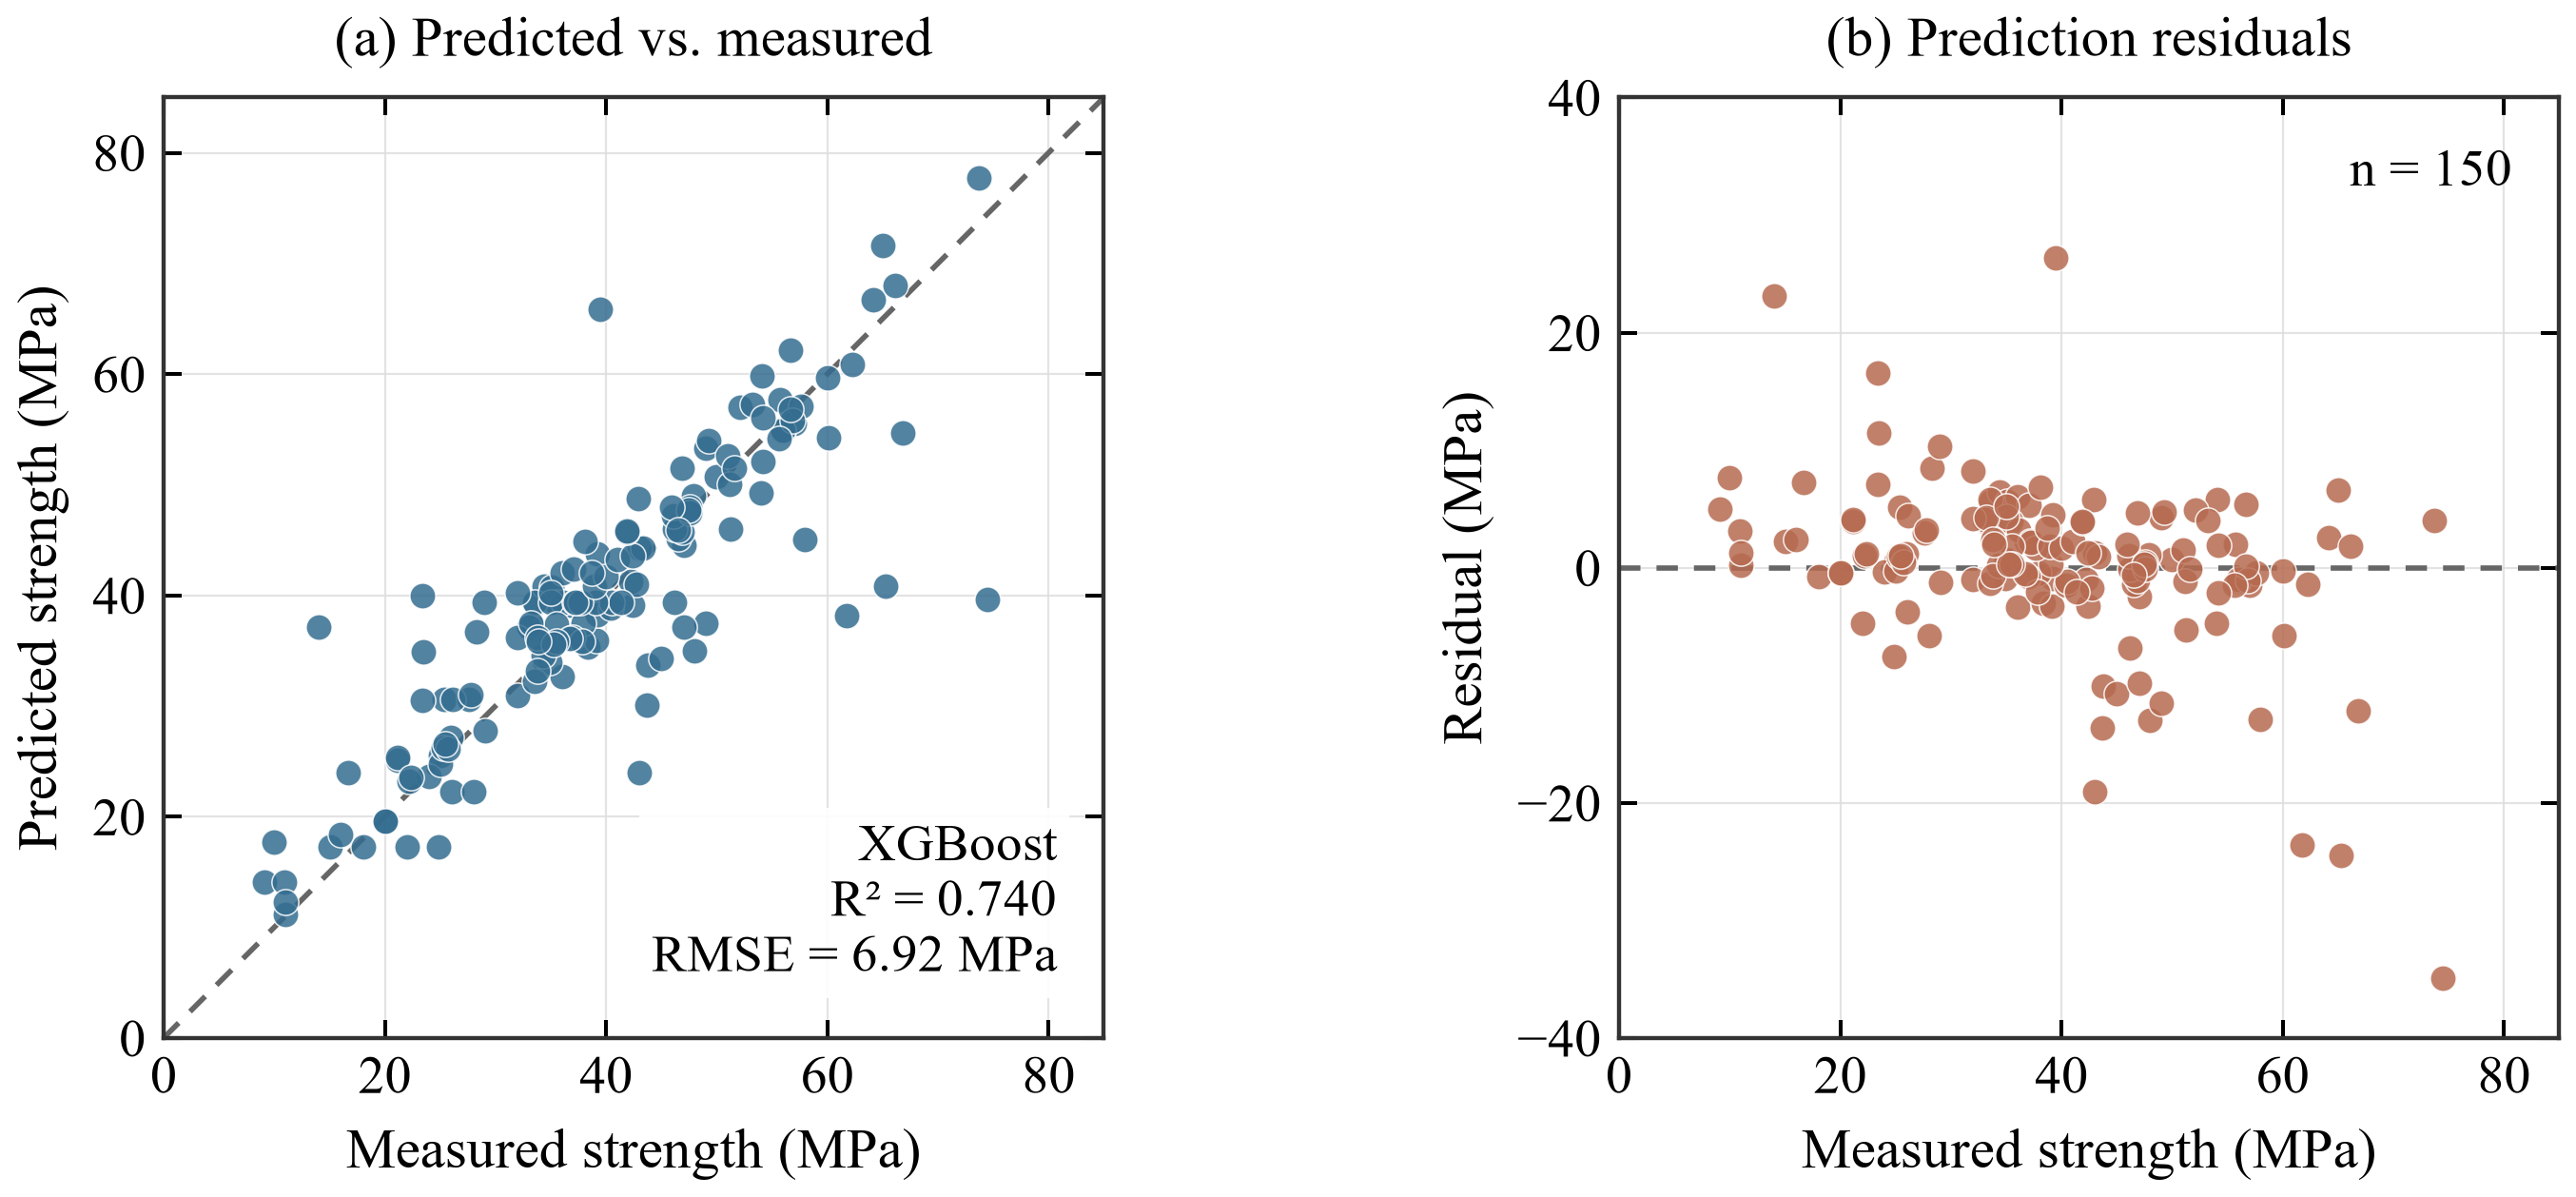 (a) Predicted vs. measured
Predicted strength (MPa)
80
60
40
20
0
0 20 40 60 80
Measured strength (MPa)
XGBoost
R² = 0.740
RMSE = 6.92 MPa
(b) Prediction residuals
Residual (MPa)
40
20
0
−20
−40
0 20 40 60 80
Measured strength (MPa)
n = 150